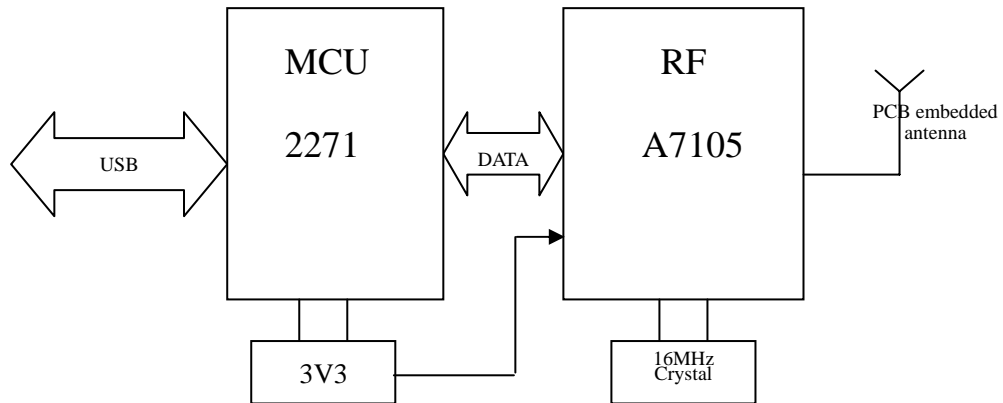 MCU
2271
RF
A7105
USB
DATA
PCB embedded
antenna
3V3
16MHz
Crystal